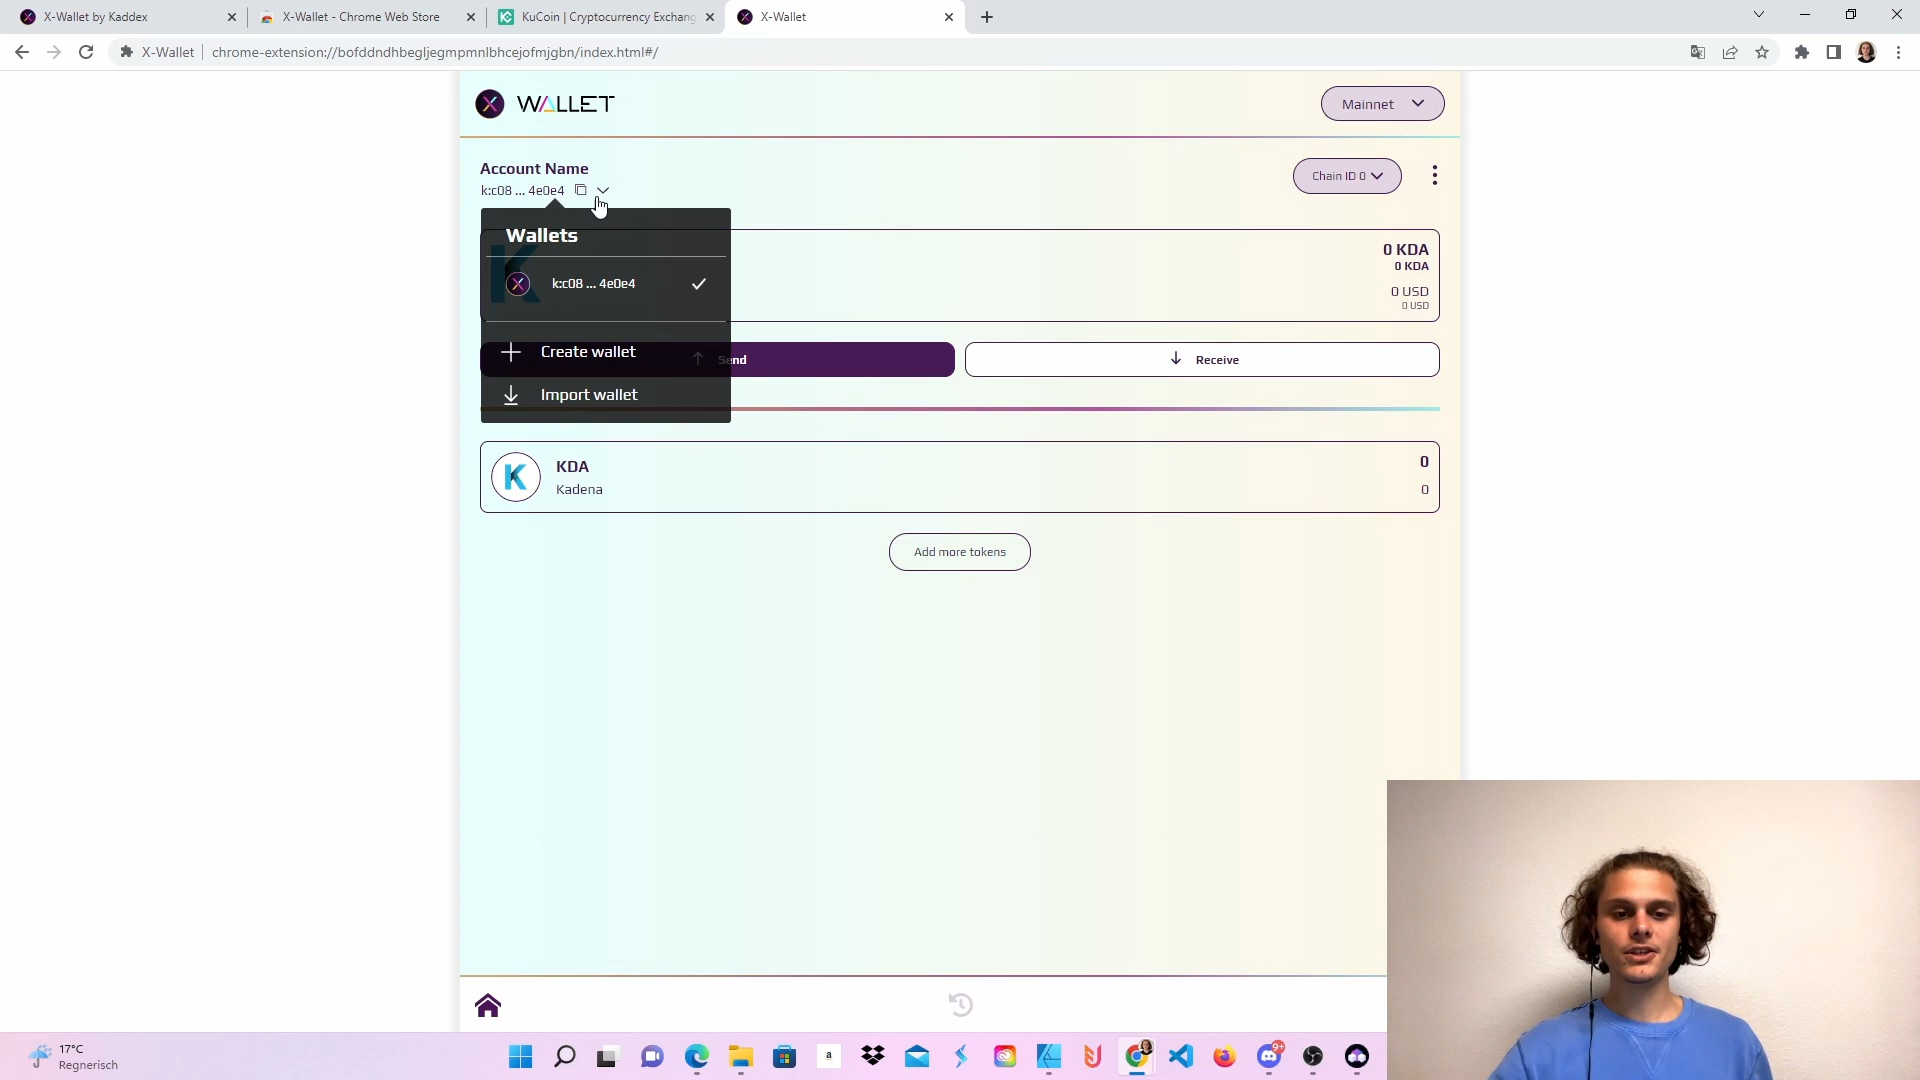 X-Wallet by Kaddex
X-Wallet - Chrome Web Store
KuCoin | Cryptocurrency Exchang
X-Wallet
X-Wallet
chrome-extension://bofddndhbegljegmpmnlbhcejofmjgbn/index.html#/
X WALLET
Mainnet
Account Name
k:c08 ... 4e0e4
Chain ID 0
Wallets
k:c08 ... 4e0e4
Create wallet
Import wallet
0 KDA
0 KDA
0 USD
0 USD
Send
Receive
KDA
Kadena
0
0
Add more tokens
17°C
Regnerisch
a
9+